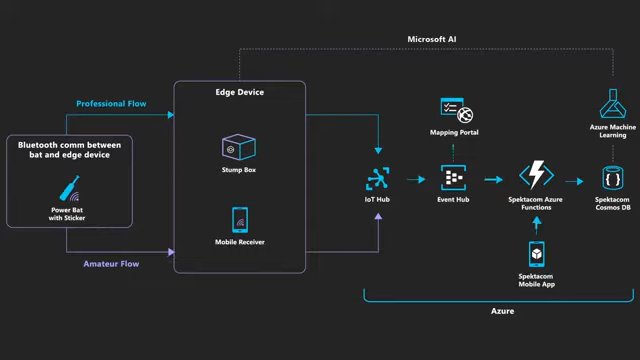 Microsoft AI
Professional Flow
Edge Device
Bluetooth comm between
bat and edge device
Power Bat
with Sticker
Stump Box
Mobile Receiver
Amateur Flow
Mapping Portal
Azure Machine
Learning
IoT Hub
Event Hub
Spektacom Azure
Functions
Spektacom
Cosmos DB
Spektacom
Mobile App
Azure